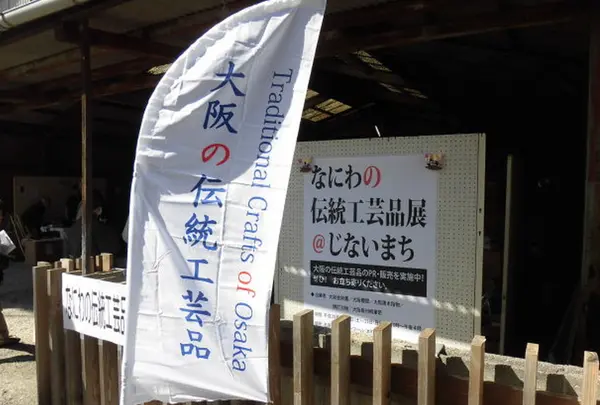 大阪の伝統工芸品
Traditional Crafts of Osaka
なにわの
伝統工芸品展
@じないまち
大阪の伝統工芸品のPR・販売を実施中!
ぜひ!お立ち寄りください。
なにわの伝統工芸品